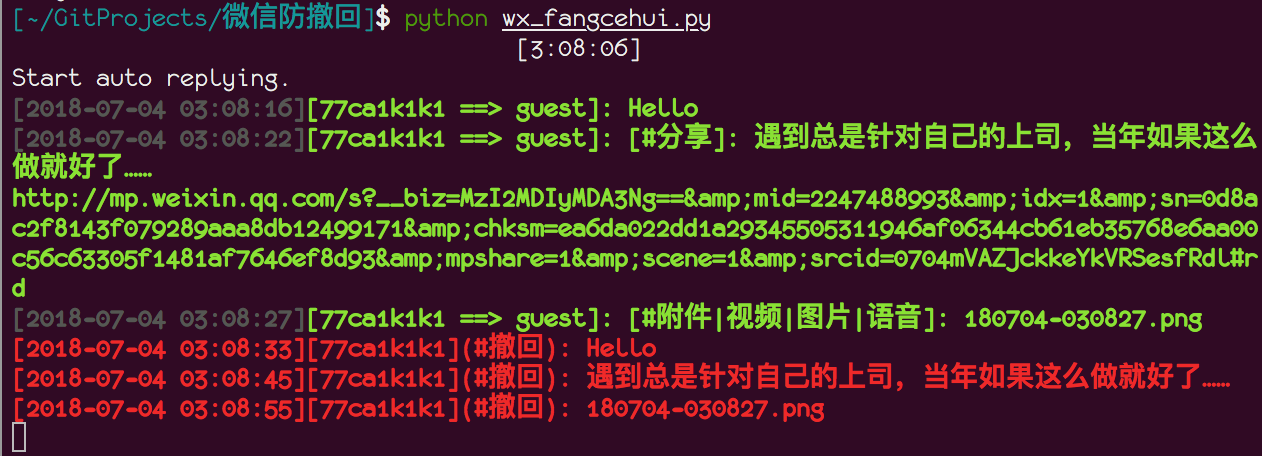 [~/GitProjects/微信防撤回]$ python wx_fangcehui.py
[3:08:06]
Start auto replying.
[2018-07-04 03:08:16][77ca1k1k1 ==> guest]: Hello
[2018-07-04 03:08:22][77ca1k1k1 ==> guest]: [#分享]: 遇到总是针对自己的上司，当年如果这么
做就好了……
http://mp.weixin.qq.com/s?__biz=MzI2MDIyMDA3Ng==&amp;mid=2247488993&amp;idx=1&amp;sn=0d8a
c2f8143f079289aaa8db12499171&amp;chksm=ea6da022dd1a29345505311946af06344cb61eb35768e6aa00
c56c63305f1481af7646ef8d93&amp;mpshare=1&amp;scene=1&amp;srcid=0704mVAZJckkeYkVRSesfRdl#r
d
[2018-07-04 03:08:27][77ca1k1k1 ==> guest]: [#附件|视频|图片|语音]: 180704-030827.png
[2018-07-04 03:08:33][77ca1k1k1](#撤回): Hello
[2018-07-04 03:08:45][77ca1k1k1](#撤回): 遇到总是针对自己的上司，当年如果这么做就好了……
[2018-07-04 03:08:55][77ca1k1k1](#撤回): 180704-030827.png